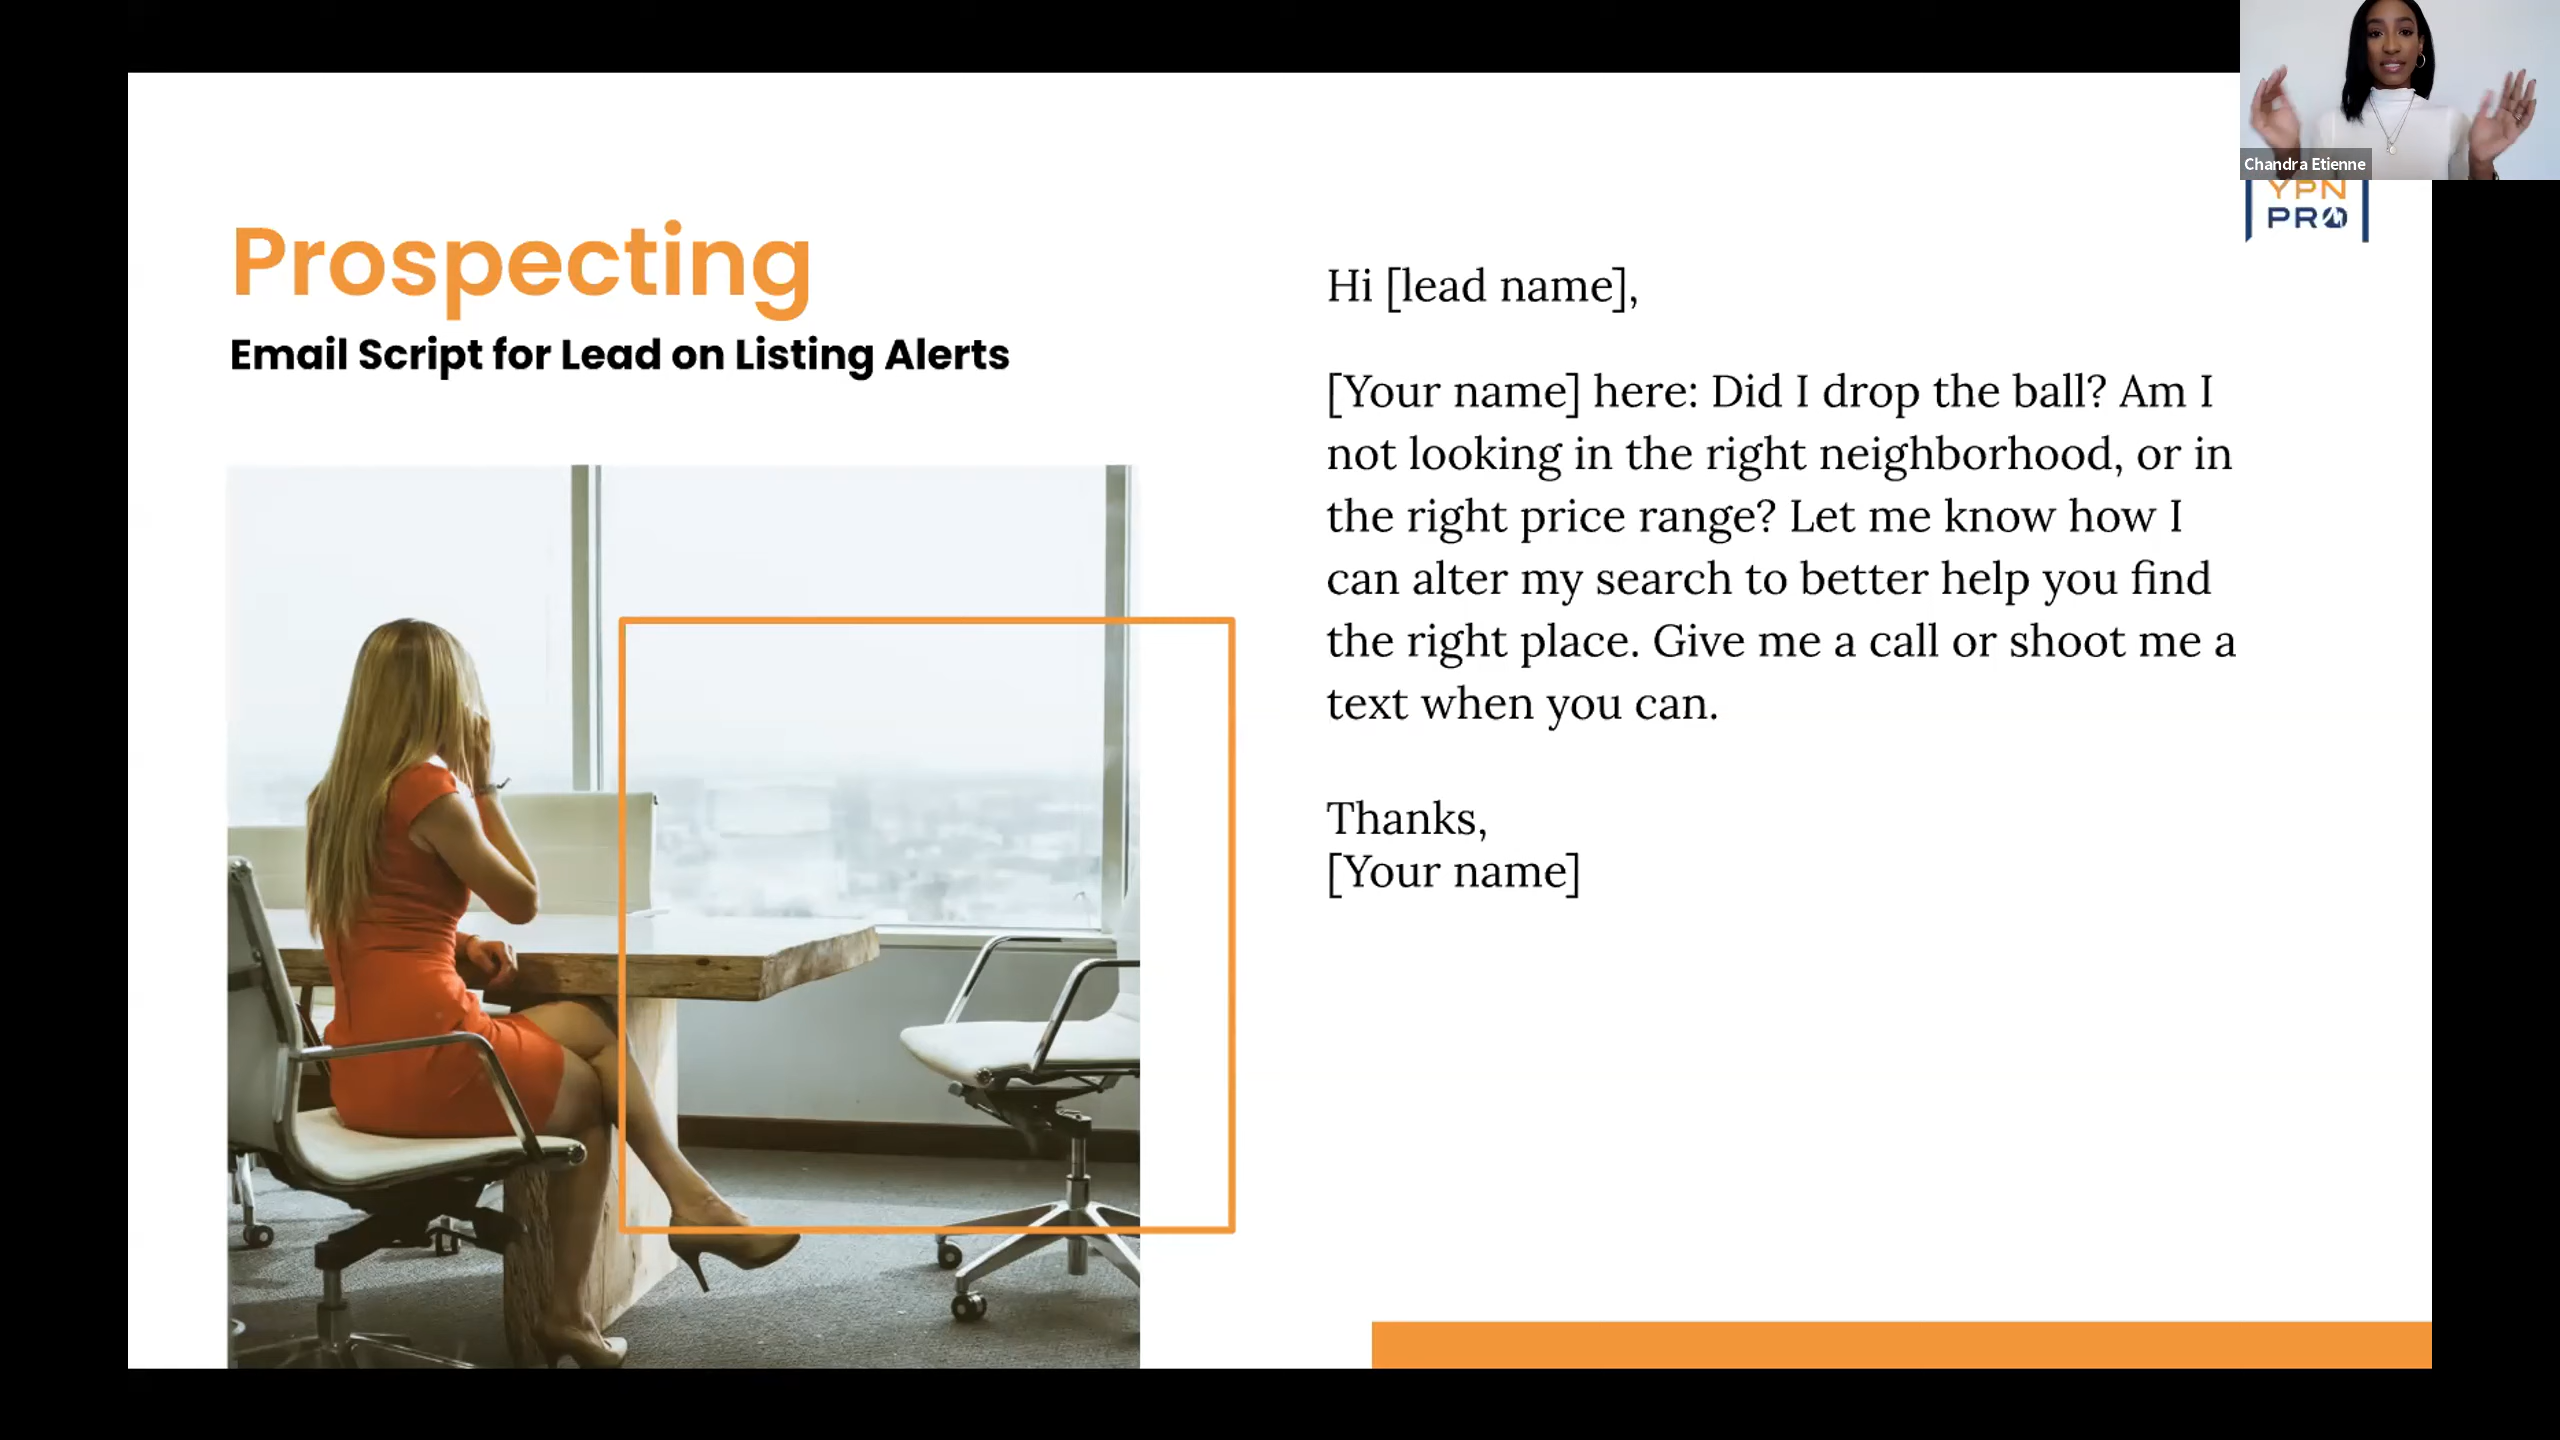 Chandra Etienne
YPN
PRO
Prospecting
Email Script for Lead on Listing Alerts
Hi [lead name],
[Your name] here: Did I drop the ball? Am I
not looking in the right neighborhood, or in
the right price range? Let me know how I
can alter my search to better help you find
the right place. Give me a call or shoot me a
text when you can.
Thanks,
[Your name]